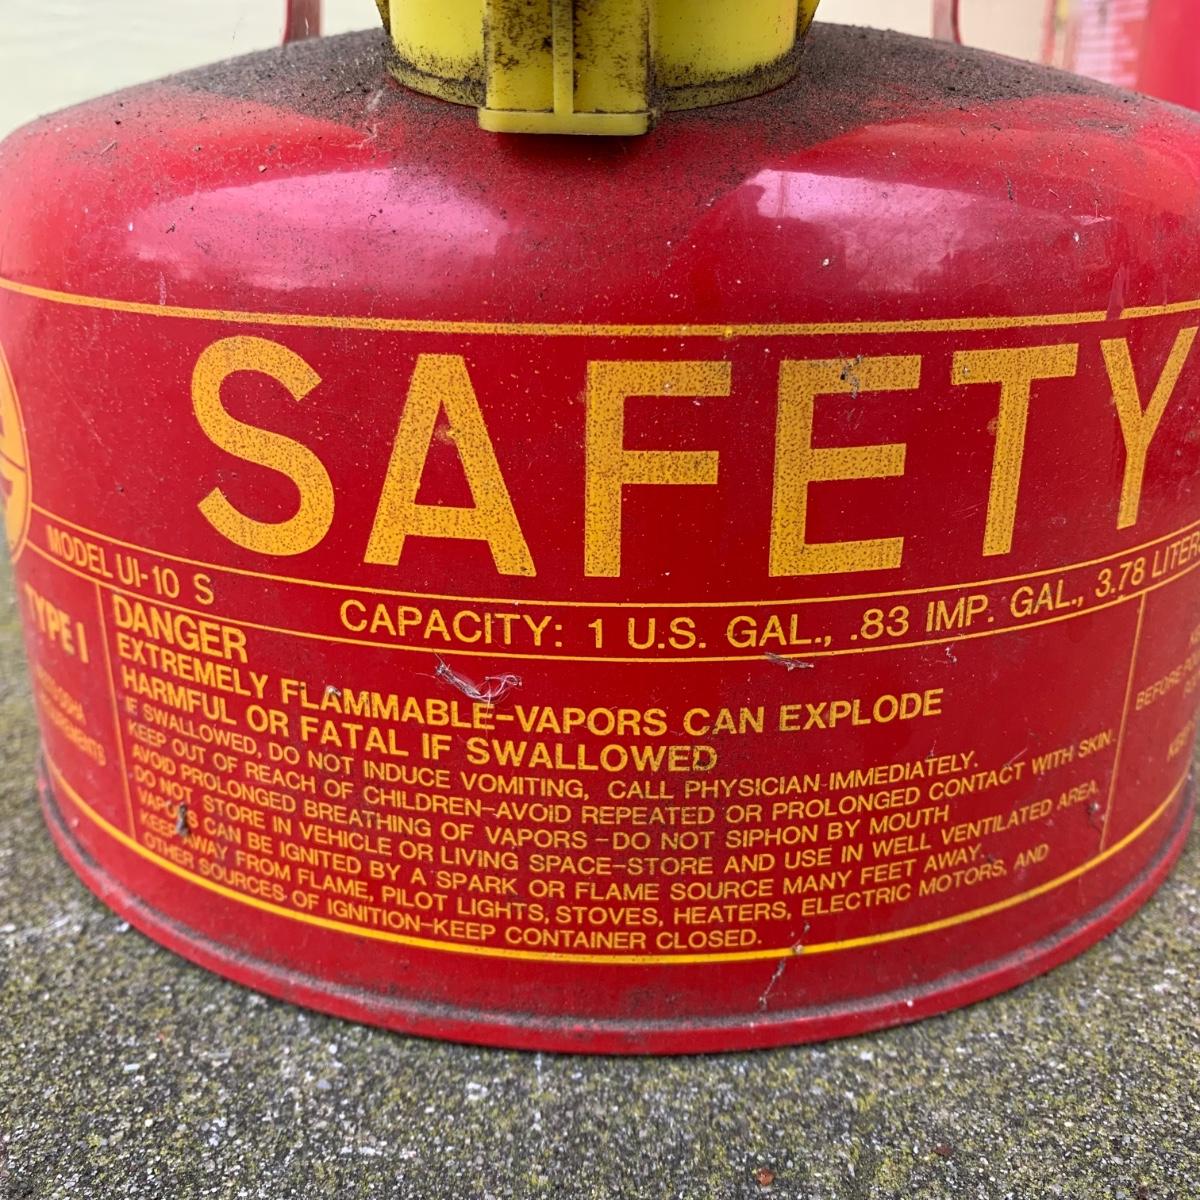 SAFETY
MODEL UI-10 S
CAPACITY: 1 U.S. GAL., .83 IMP. GAL., 3.78 LITER
TYPE I
DANGER
EXTREMELY FLAMMABLE-VAPORS CAN EXPLODE
HARMFUL OR FATAL IF SWALLOWED
IF SWALLOWED, DO NOT INDUCE VOMITING, CALL PHYSICIAN IMMEDIATELY.
KEEP OUT OF REACH OF CHILDREN-AVOID REPEATED OR PROLONGED CONTACT WITH SKIN.
AVOID PROLONGED BREATHING OF VAPORS-DO NOT SIPHON BY MOUTH
DO NOT STORE IN VEHICLE OR LIVING SPACE-STORE AND USE IN WELL VENTILATED AREA.
VAPORS CAN BE IGNITED BY A SPARK OR FLAME SOURCE MANY FEET AWAY.
KEEP AWAY FROM FLAME, PILOT LIGHTS, STOVES, HEATERS, ELECTRIC MOTORS, AND
OTHER SOURCES OF IGNITION-KEEP CONTAINER CLOSED.
BEFORE